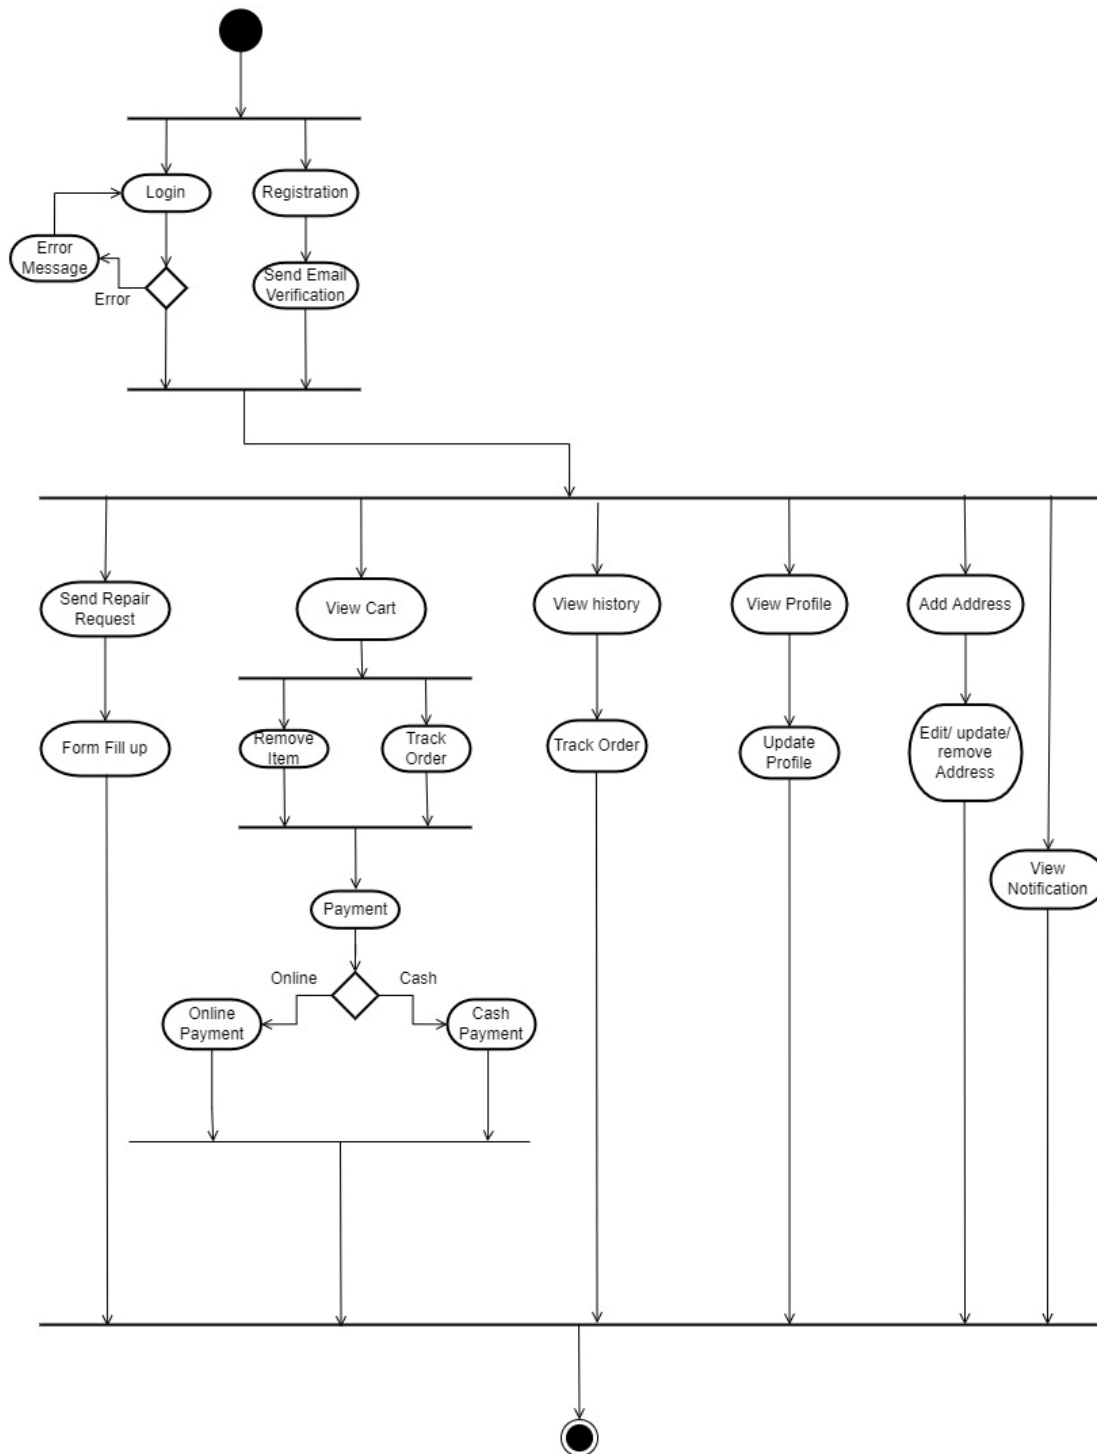 Login
Registration
Error
Message
Send Email
Verification
Error
Send Repair
Request
View Cart
View history
View Profile
Add Address
Form Fill up
Remove
Item
Track
Order
Track Order
Update
Profile
Edit/ update/
remove
Address
View
Notification
Payment
Online
Cash
Online
Payment
Cash
Payment